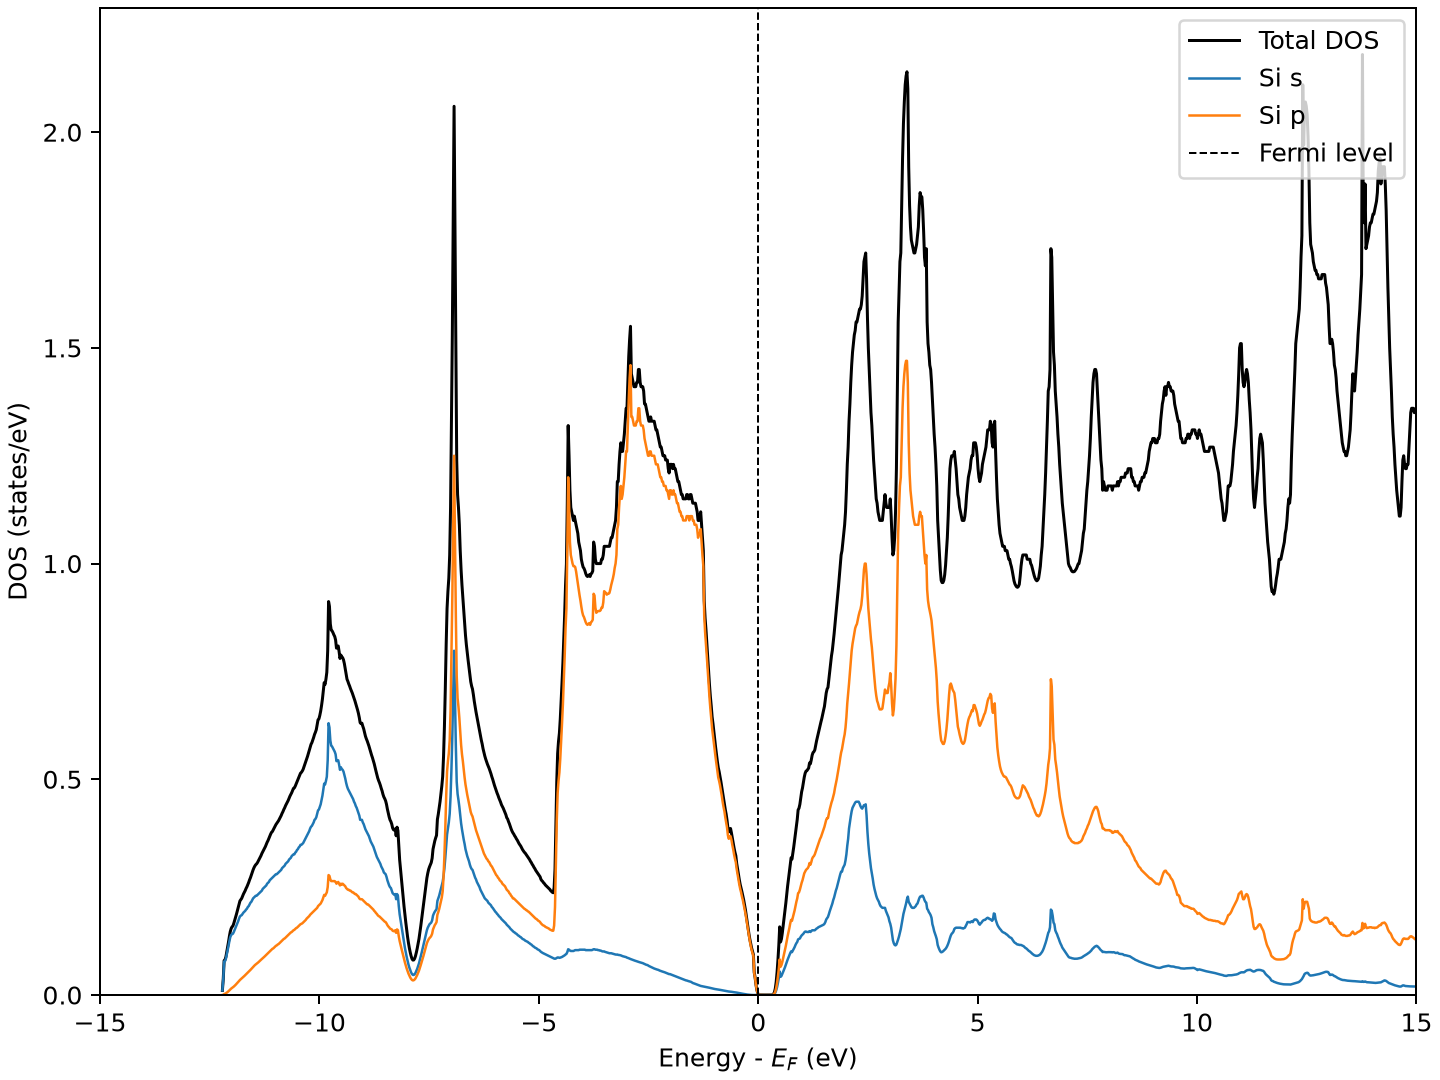 Total DOS
Si s
Si p
Fermi level
DOS (states/eV)
2.0
1.5
1.0
0.5
0.0
−15 −10 −5 0 5 10 15
Energy - E_F (eV)